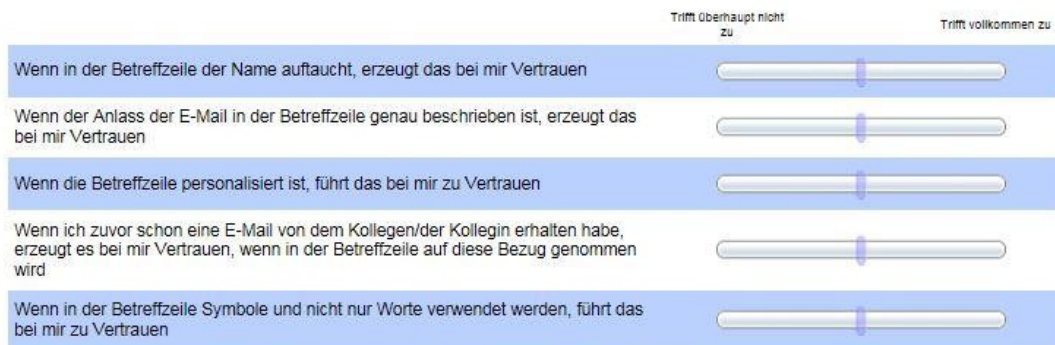 Trifft überhaupt nicht
zu
Trifft vollkommen zu
Wenn in der Betreffzeile der Name auftaucht, erzeugt das bei mir Vertrauen
Wenn der Anlass der E-Mail in der Betreffzeile genau beschrieben ist, erzeugt das
bei mir Vertrauen
Wenn die Betreffzeile personalisiert ist, führt das bei mir zu Vertrauen
Wenn ich zuvor schon eine E-Mail von dem Kollegen/der Kollegin erhalten habe,
erzeugt es bei mir Vertrauen, wenn in der Betreffzeile auf diese Bezug genommen
wird
Wenn in der Betreffzeile Symbole und nicht nur Worte verwendet werden, führt das
bei mir zu Vertrauen